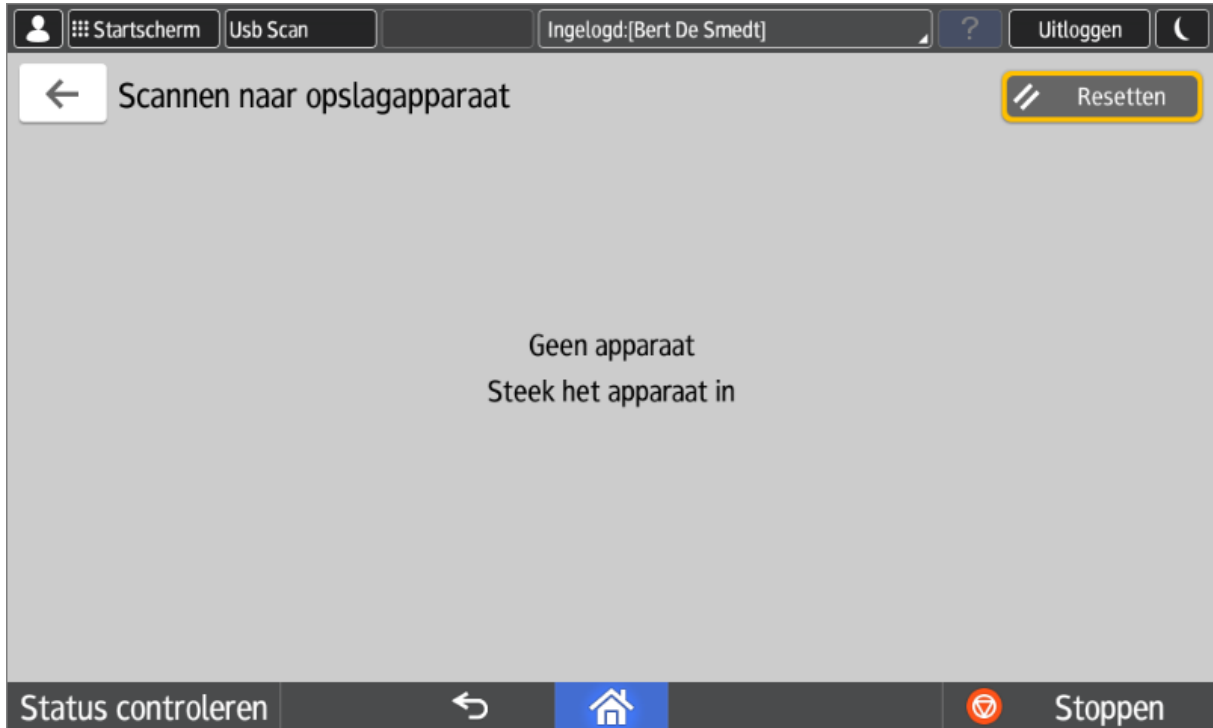 Startscherm
Usb Scan
Ingelogd:[Bert De Smedt]
?
Uitloggen
Scannen naar opslagapparaat
Resetten
Geen apparaat
Steek het apparaat in
Status controleren
Stoppen